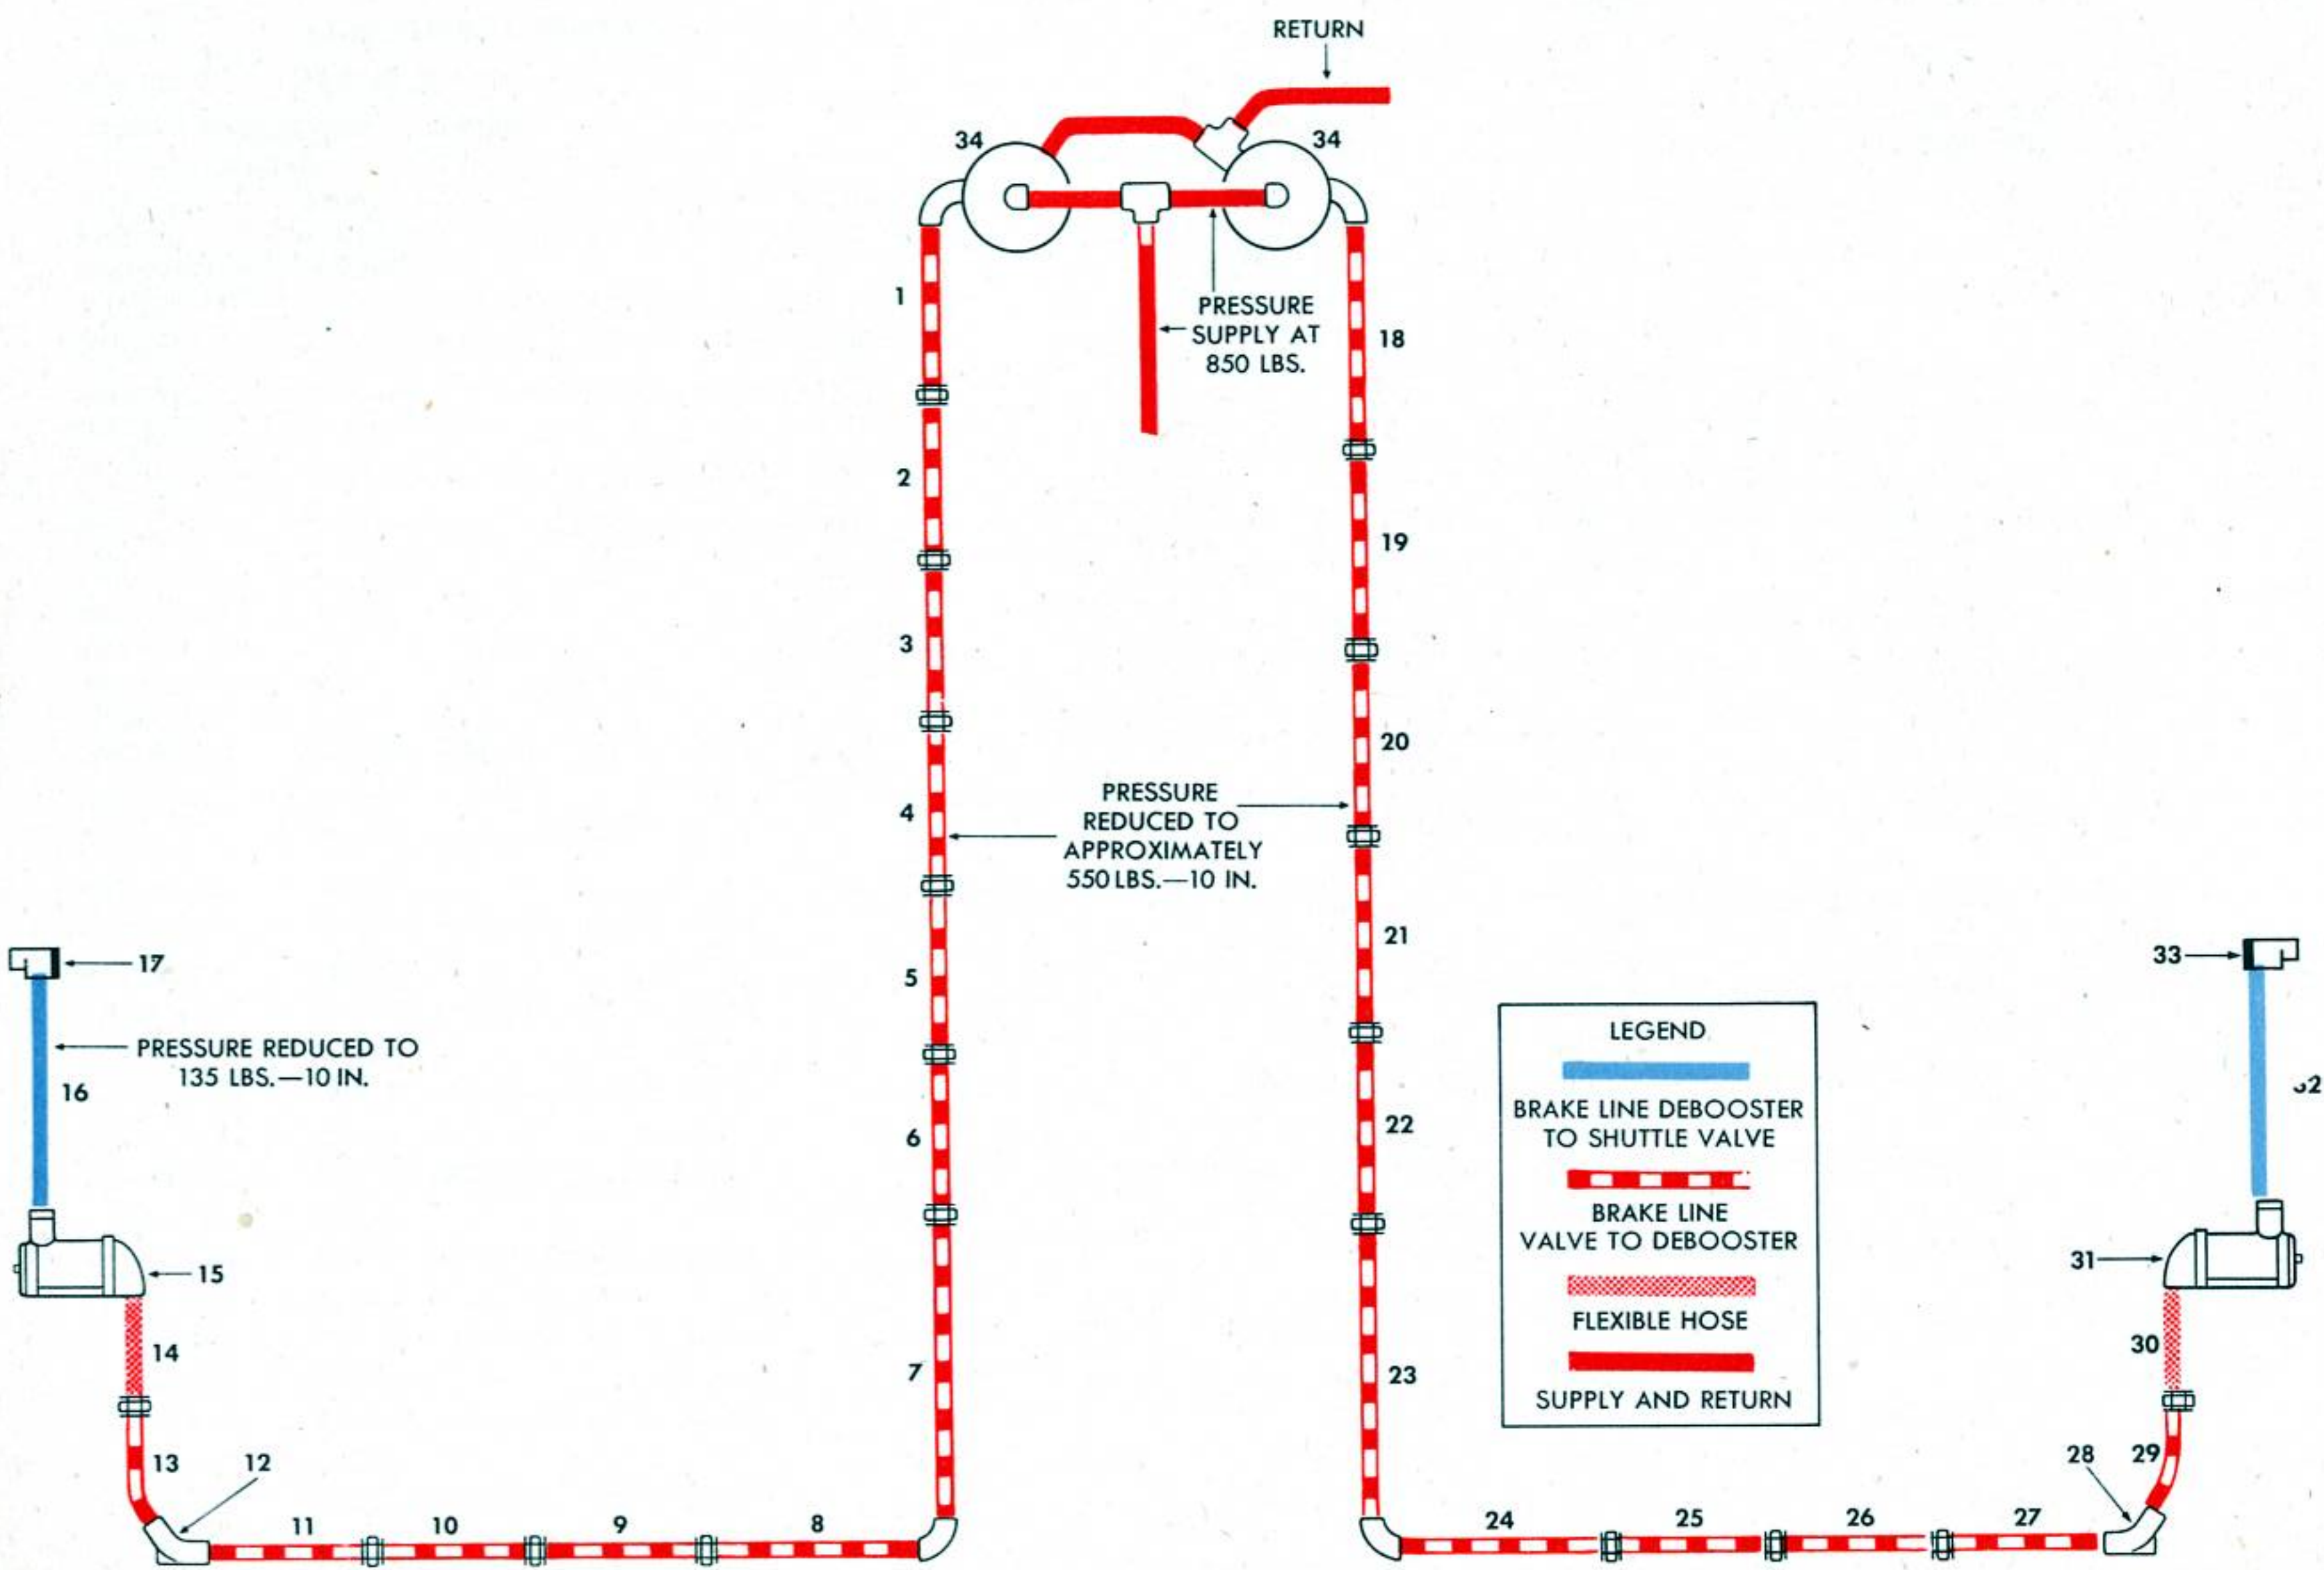 RETURN
34
34
1
PRESSURE
SUPPLY AT
850 LBS.
18
2
19
3
20
PRESSURE
REDUCED TO
APPROXIMATELY
550 LBS.—10 IN.
4
21
5
17
33
LEGEND
PRESSURE REDUCED TO
135 LBS.—10 IN.
16
BRAKE LINE DEBOOSTER
TO SHUTTLE VALVE
6
22
BRAKE LINE
VALVE TO DEBOOSTER
15
31
FLEXIBLE HOSE
14
7
23
30
SUPPLY AND RETURN
13
12
28
29
11
10
9
8
24
25
26
27